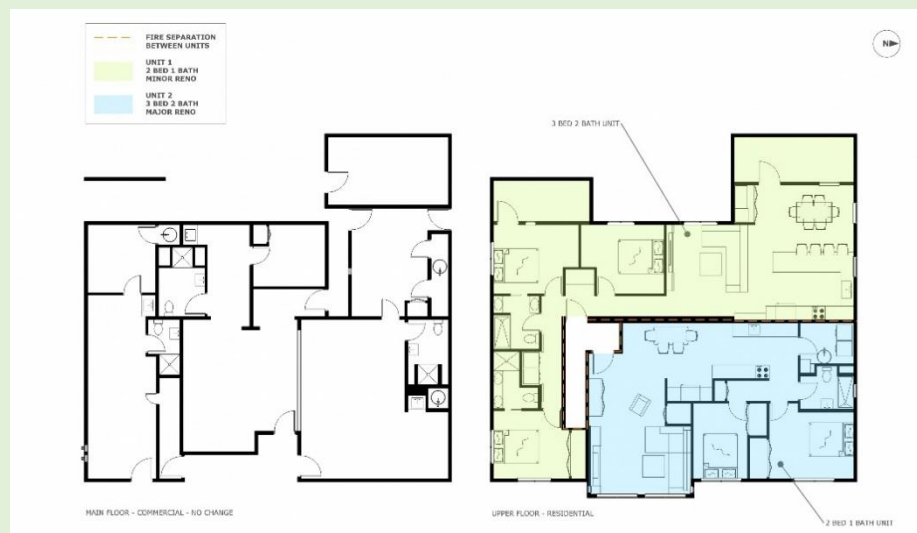 FIRE SEPARATION
BETWEEN UNITS
UNIT 1
2 BED 1 BATH
MINOR RENO
UNIT 2
3 BED 2 BATH
MAJOR RENO
N
3 BED 2 BATH UNIT
MAIN FLOOR - COMMERCIAL - NO CHANGE
UPPER FLOOR - RESIDENTIAL
2 BED 1 BATH UNIT